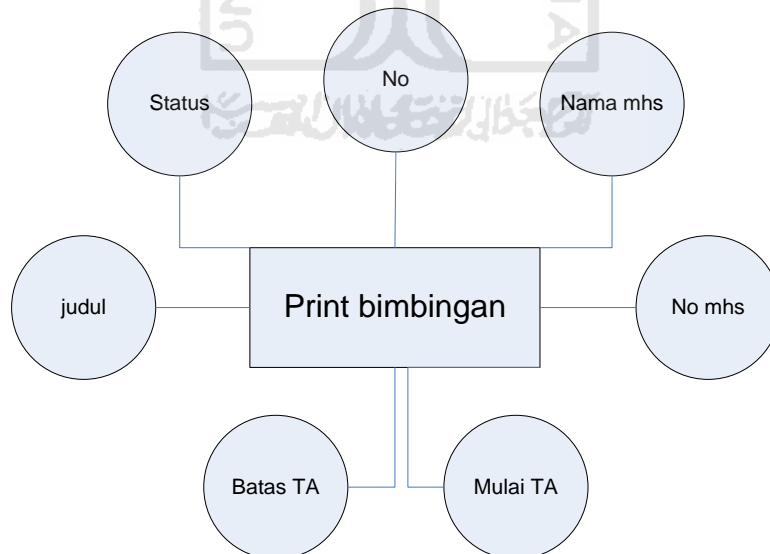 No
Status
Nama mhs
judul
Print bimbingan
No mhs
Batas TA
Mulai TA